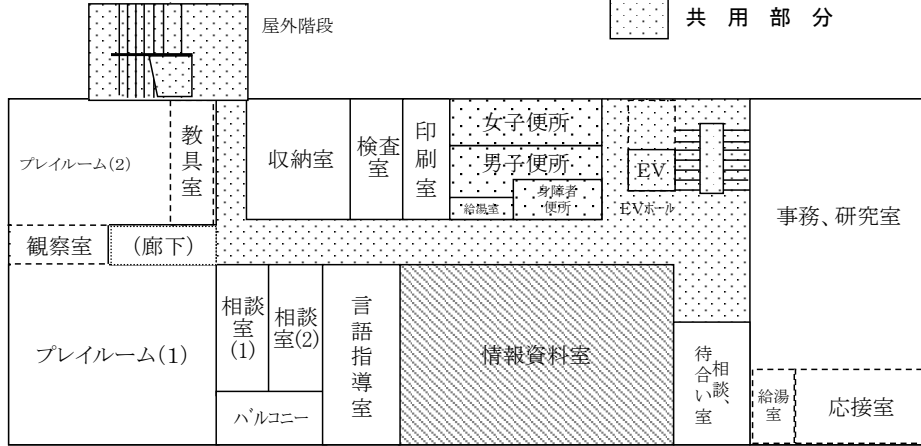 屋外階段
共用部分
プレイルーム(2)
教具室
収納室
検査室
印刷室
女子便所
男子便所
身障者
便所
給湯室
EV
EVホール
事務、研究室
観察室
(廊下)
プレイルーム(1)
相談室(1)
相談室(2)
バルコニー
言語指導室
情報資料室
相談、待合い室
給湯室
応接室